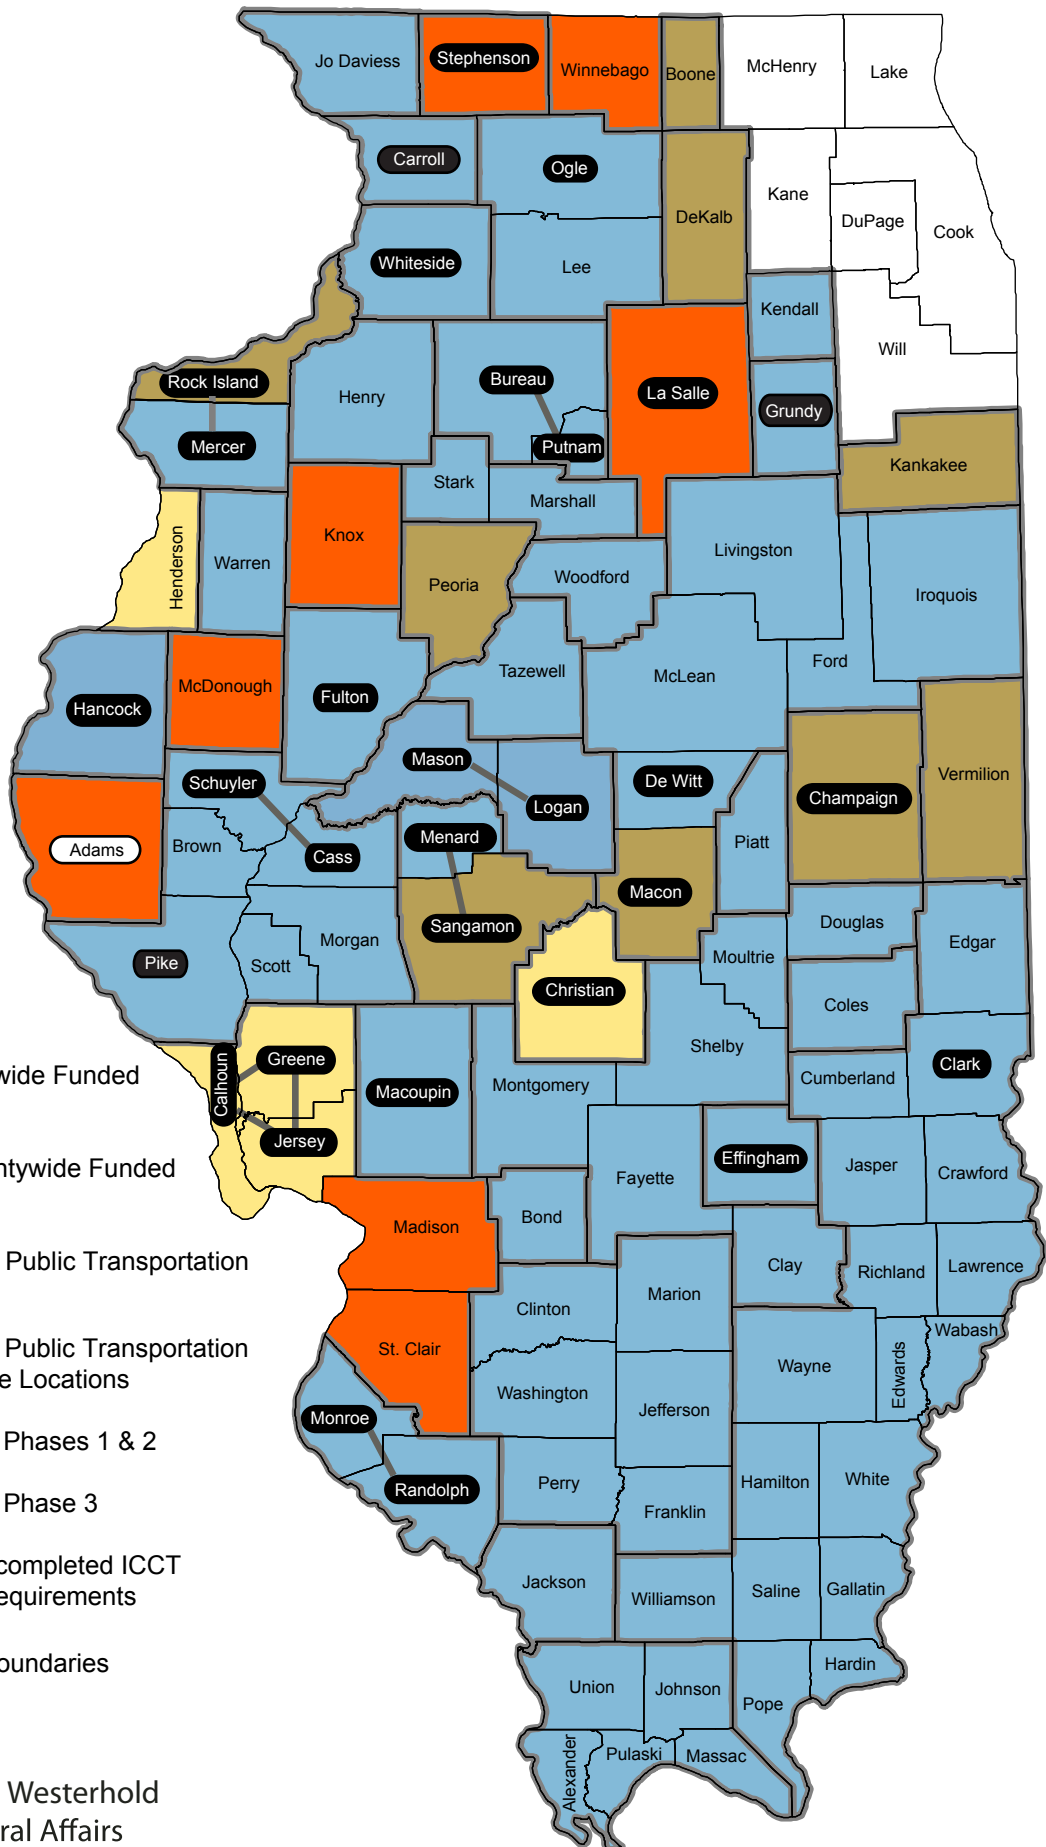 Jo Daviess
Stephenson
Winnebago
Boone
McHenry
Lake
Carroll
Ogle
DeKalb
Kane
DuPage
Cook
Whiteside
Lee
Kendall
Will
Rock Island
Mercer
Henry
Bureau
Putnam
La Salle
Grundy
Kankakee
Stark
Marshall
Henderson
Warren
Knox
Peoria
Woodford
Livingston
Iroquois
Ford
Hancock
McDonough
Fulton
Tazewell
McLean
Mason
Logan
De Witt
Champaign
Vermilion
Schuyler
Adams
Brown
Cass
Menard
Piatt
Macon
Sangamon
Pike
Scott
Morgan
Christian
Moultrie
Douglas
Edgar
Coles
Shelby
Cumberland
Clark
Calhoun
Greene
Jersey
Macoupin
Montgomery
Effingham
Jasper
Crawford
Fayette
Bond
Madison
Clay
Richland
Lawrence
Marion
Clinton
St. Clair
Wabash
Wayne
Edwards
Washington
Jefferson
Monroe
Randolph
Perry
Franklin
Hamilton
White
Jackson
Williamson
Saline
Gallatin
Union
Johnson
Pope
Hardin
Alexander
Pulaski
Massac
wide Funded
ntywide Funded
Public Transportation
Public Transportation
e Locations
Phases 1 & 2
Phase 3
completed ICCT
equirements
oundaries
Westerhold
ral Affairs